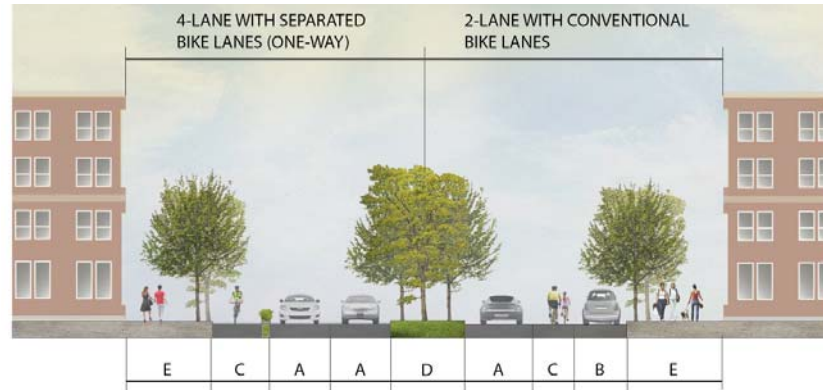 4-LANE WITH SEPARATED
BIKE LANES (ONE-WAY)
2-LANE WITH CONVENTIONAL
BIKE LANES
E C A A D A C B E